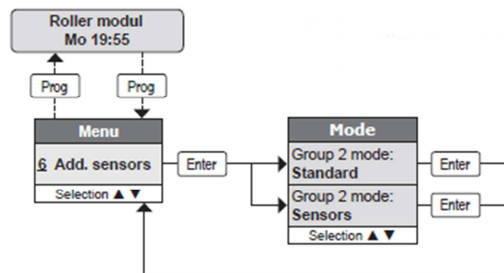 Roller modul
Mo 19:55
Prog
Prog
Menu
6 Add. sensors
Selection ▲ ▼
Enter
Mode
Group 2 mode:
Standard
Group 2 mode:
Sensors
Selection ▲ ▼
Enter
Enter